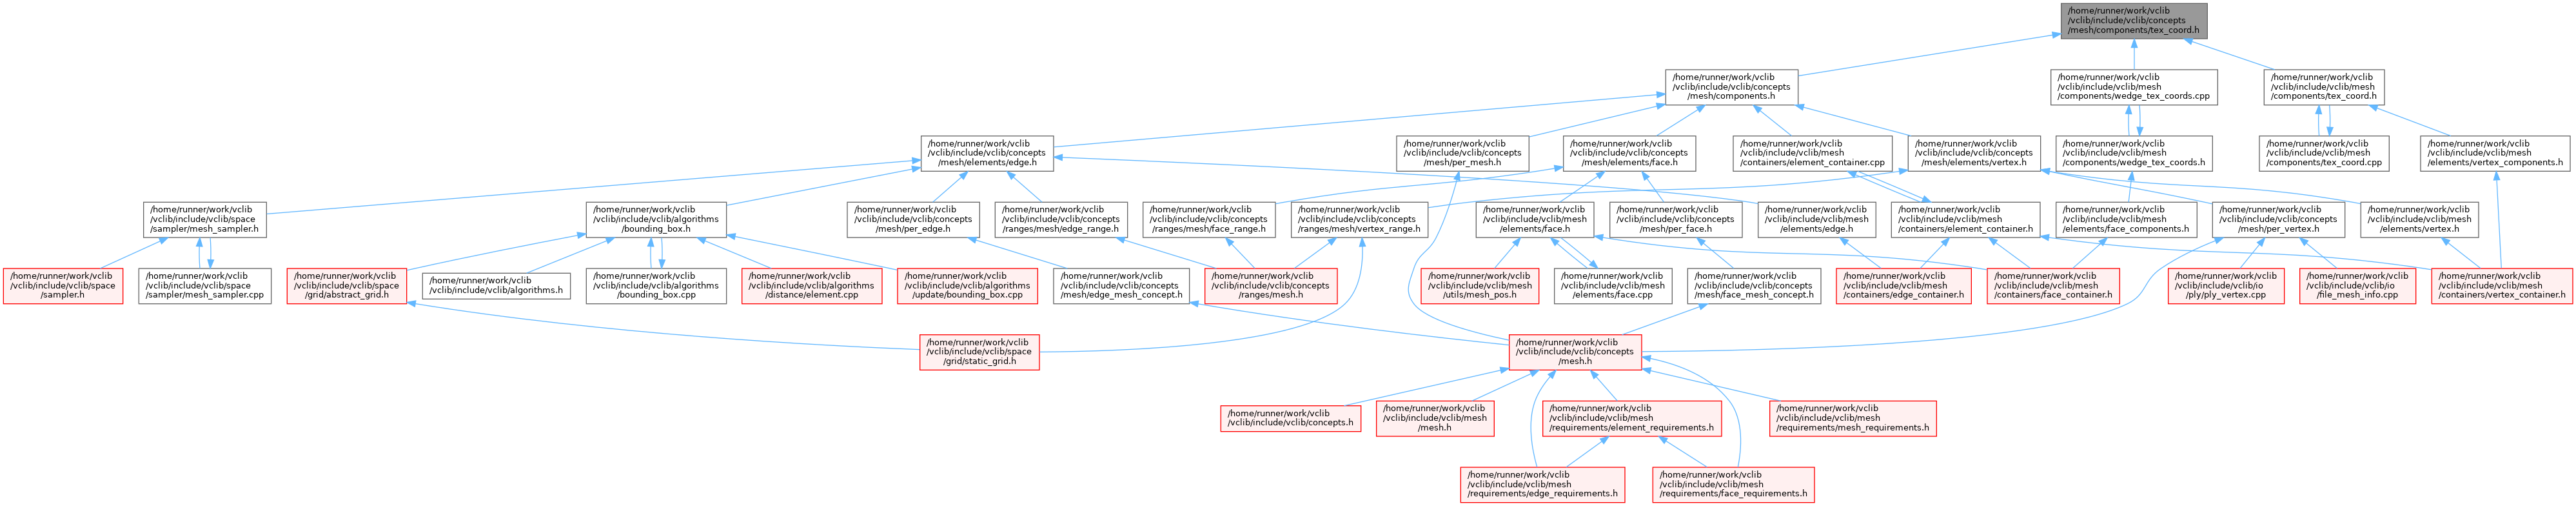 /home/runner/work/vclib
/vclib/include/vclib/concepts
/mesh/components/tex_coord.h
/home/runner/work/vclib
/vclib/include/vclib/concepts
/mesh/components.h
/home/runner/work/vclib
/vclib/include/vclib/mesh
/components/wedge_tex_coords.cpp
/home/runner/work/vclib
/vclib/include/vclib/mesh
/components/tex_coord.h
/home/runner/work/vclib
/vclib/include/vclib/concepts
/mesh/elements/edge.h
/home/runner/work/vclib
/vclib/include/vclib/concepts
/mesh/per_mesh.h
/home/runner/work/vclib
/vclib/include/vclib/concepts
/mesh/elements/face.h
/home/runner/work/vclib
/vclib/include/vclib/mesh
/containers/element_container.cpp
/home/runner/work/vclib
/vclib/include/vclib/concepts
/mesh/elements/vertex.h
/home/runner/work/vclib
/vclib/include/vclib/mesh
/components/wedge_tex_coords.h
/home/runner/work/vclib
/vclib/include/vclib/mesh
/components/tex_coord.cpp
/home/runner/work/vclib
/vclib/include/vclib/mesh
/elements/vertex_components.h
/home/runner/work/vclib
/vclib/include/vclib/space
/sampler/mesh_sampler.h
/home/runner/work/vclib
/vclib/include/vclib/algorithms
/bounding_box.h
/home/runner/work/vclib
/vclib/include/vclib/concepts
/mesh/per_edge.h
/home/runner/work/vclib
/vclib/include/vclib/concepts
/ranges/mesh/edge_range.h
/home/runner/work/vclib
/vclib/include/vclib/concepts
/ranges/mesh/face_range.h
/home/runner/work/vclib
/vclib/include/vclib/concepts
/ranges/mesh/vertex_range.h
/home/runner/work/vclib
/vclib/include/vclib/mesh
/elements/face.h
/home/runner/work/vclib
/vclib/include/vclib/concepts
/mesh/per_face.h
/home/runner/work/vclib
/vclib/include/vclib/mesh
/elements/edge.h
/home/runner/work/vclib
/vclib/include/vclib/mesh
/containers/element_container.h
/home/runner/work/vclib
/vclib/include/vclib/mesh
/elements/face_components.h
/home/runner/work/vclib
/vclib/include/vclib/concepts
/mesh/per_vertex.h
/home/runner/work/vclib
/vclib/include/vclib/mesh
/elements/vertex.h
/home/runner/work/vclib
/vclib/include/vclib/space
/sampler.h
/home/runner/work/vclib
/vclib/include/vclib/space
/sampler/mesh_sampler.cpp
/home/runner/work/vclib
/vclib/include/vclib/space
/grid/abstract_grid.h
/home/runner/work/vclib
/vclib/include/vclib/algorithms.h
/home/runner/work/vclib
/vclib/include/vclib/algorithms
/bounding_box.cpp
/home/runner/work/vclib
/vclib/include/vclib/algorithms
/distance/element.cpp
/home/runner/work/vclib
/vclib/include/vclib/algorithms
/update/bounding_box.cpp
/home/runner/work/vclib
/vclib/include/vclib/concepts
/mesh/edge_mesh_concept.h
/home/runner/work/vclib
/vclib/include/vclib/concepts
/ranges/mesh.h
/home/runner/work/vclib
/vclib/include/vclib/mesh
/utils/mesh_pos.h
/home/runner/work/vclib
/vclib/include/vclib/mesh
/elements/face.cpp
/home/runner/work/vclib
/vclib/include/vclib/concepts
/mesh/face_mesh_concept.h
/home/runner/work/vclib
/vclib/include/vclib/mesh
/containers/edge_container.h
/home/runner/work/vclib
/vclib/include/vclib/mesh
/containers/face_container.h
/home/runner/work/vclib
/vclib/include/vclib/io
/ply/ply_vertex.cpp
/home/runner/work/vclib
/vclib/include/vclib/io
/file_mesh_info.cpp
/home/runner/work/vclib
/vclib/include/vclib/mesh
/containers/vertex_container.h
/home/runner/work/vclib
/vclib/include/vclib/space
/grid/static_grid.h
/home/runner/work/vclib
/vclib/include/vclib/concepts
/mesh.h
/home/runner/work/vclib
/vclib/include/vclib/concepts.h
/home/runner/work/vclib
/vclib/include/vclib/mesh
/mesh.h
/home/runner/work/vclib
/vclib/include/vclib/mesh
/requirements/element_requirements.h
/home/runner/work/vclib
/vclib/include/vclib/mesh
/requirements/mesh_requirements.h
/home/runner/work/vclib
/vclib/include/vclib/mesh
/requirements/edge_requirements.h
/home/runner/work/vclib
/vclib/include/vclib/mesh
/requirements/face_requirements.h